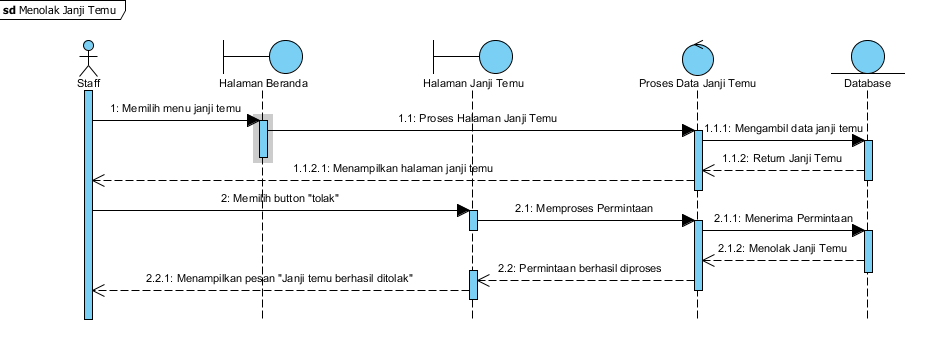 sd Menolak Janji Temu
Staff
Halaman Beranda
Halaman Janji Temu
Proses Data Janji Temu
Database
1: Memilih menu janji temu
1.1: Proses Halaman Janji Temu
1.1.1: Mengambil data janji temu
1.1.2: Return Janji Temu
1.1.2.1: Menampilkan halaman janji temu
2: Memilih button "tolak"
2.1: Memproses Permintaan
2.1.1: Menerima Permintaan
2.1.2: Menolak Janji Temu
2.2: Permintaan berhasil diproses
2.2.1: Menampilkan pesan "Janji temu berhasil ditolak"